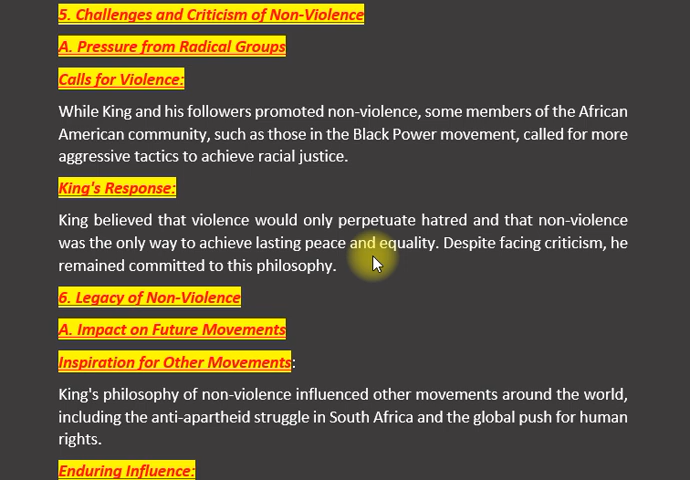 5. Challenges and Criticism of Non-Violence
A. Pressure from Radical Groups
Calls for Violence:
While King and his followers promoted non-violence, some members of the African
American community, such as those in the Black Power movement, called for more
aggressive tactics to achieve racial justice.
King's Response:
King believed that violence would only perpetuate hatred and that non-violence
was the only way to achieve lasting peace and equality. Despite facing criticism, he
remained committed to this philosophy.
6. Legacy of Non-Violence
A. Impact on Future Movements
Inspiration for Other Movements:
King's philosophy of non-violence influenced other movements around the world,
including the anti-apartheid struggle in South Africa and the global push for human
rights.
Enduring Influence: